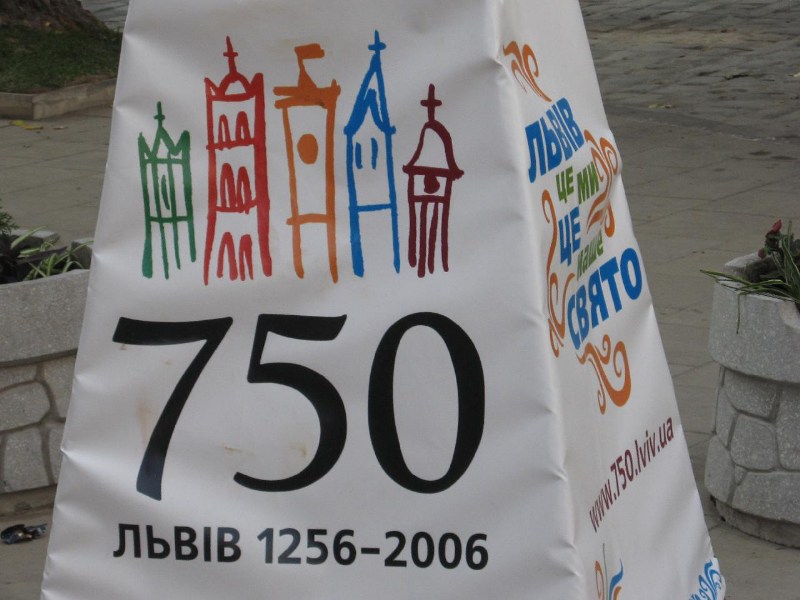 750
ЛЬВІВ 1256–2006
ЛЬВІВ
ЦЕ МИ
ЦЕ
наше
СВЯТО
www.750.lviv.ua